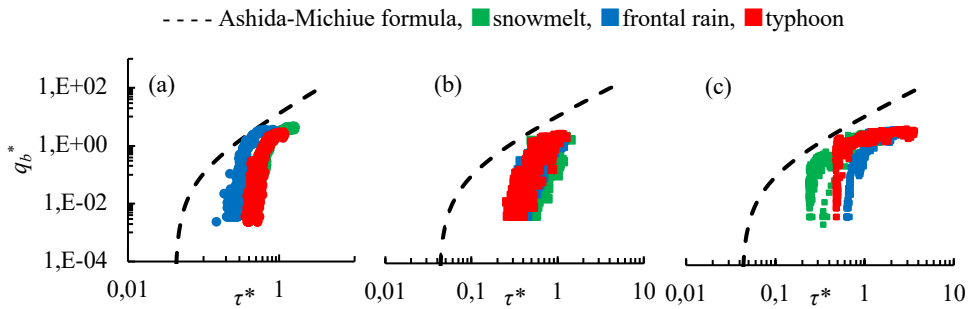 Ashida-Michiue formula, snowmelt, frontal rain, typhoon
(a) (b) (c)
1,E+02
1,E+00
1,E-02
1,E-04
qb*
0,01 τ* 1
0,01 0,1 τ* 1 10
0,01 0,1 τ* 1 10